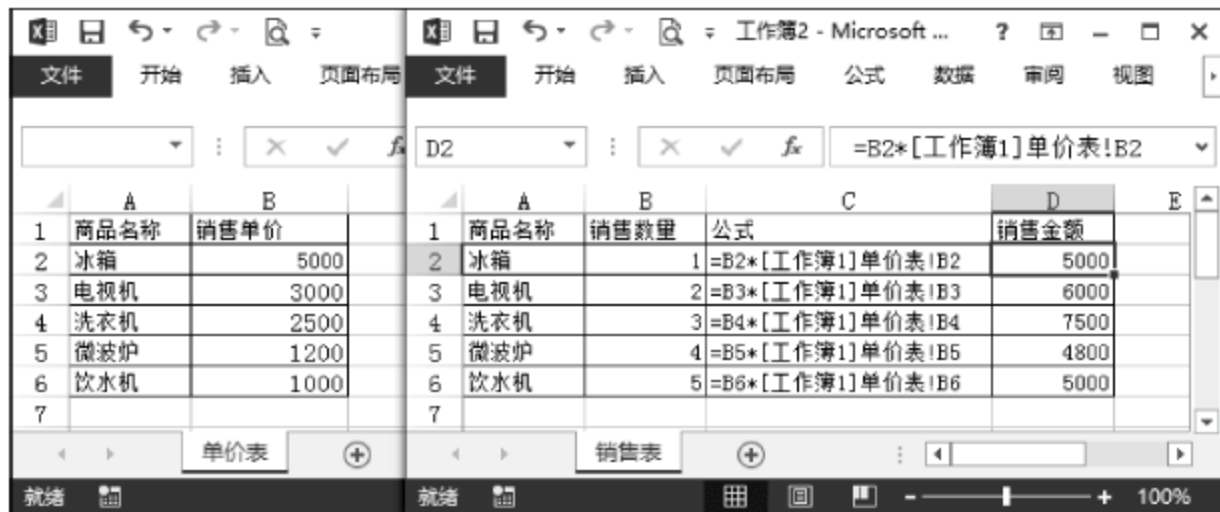 工作簿2 - Microsoft ... ?
文件 开始 插入 页面布局
文件 开始 插入 页面布局 公式 数据 审阅 视图
fx
D2 fx =B2*[工作簿1]单价表!B2
A B
1 商品名称 销售单价
2 冰箱 5000
3 电视机 3000
4 洗衣机 2500
5 微波炉 1200
6 饮水机 1000
7
单价表
就绪
A B C D E
1 商品名称 销售数量 公式 销售金额
2 冰箱 1 =B2*[工作簿1]单价表!B2 5000
3 电视机 2 =B3*[工作簿1]单价表!B3 6000
4 洗衣机 3 =B4*[工作簿1]单价表!B4 7500
5 微波炉 4 =B5*[工作簿1]单价表!B5 4800
6 饮水机 5 =B6*[工作簿1]单价表!B6 5000
7
销售表
就绪 100%